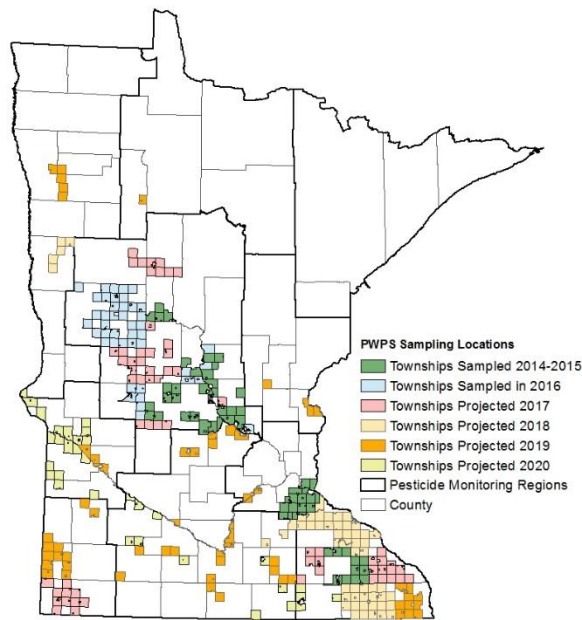 PWPS Sampling Locations
Townships Sampled 2014-2015
Townships Sampled in 2016
Townships Projected 2017
Townships Projected 2018
Townships Projected 2019
Townships Projected 2020
Pesticide Monitoring Regions
County